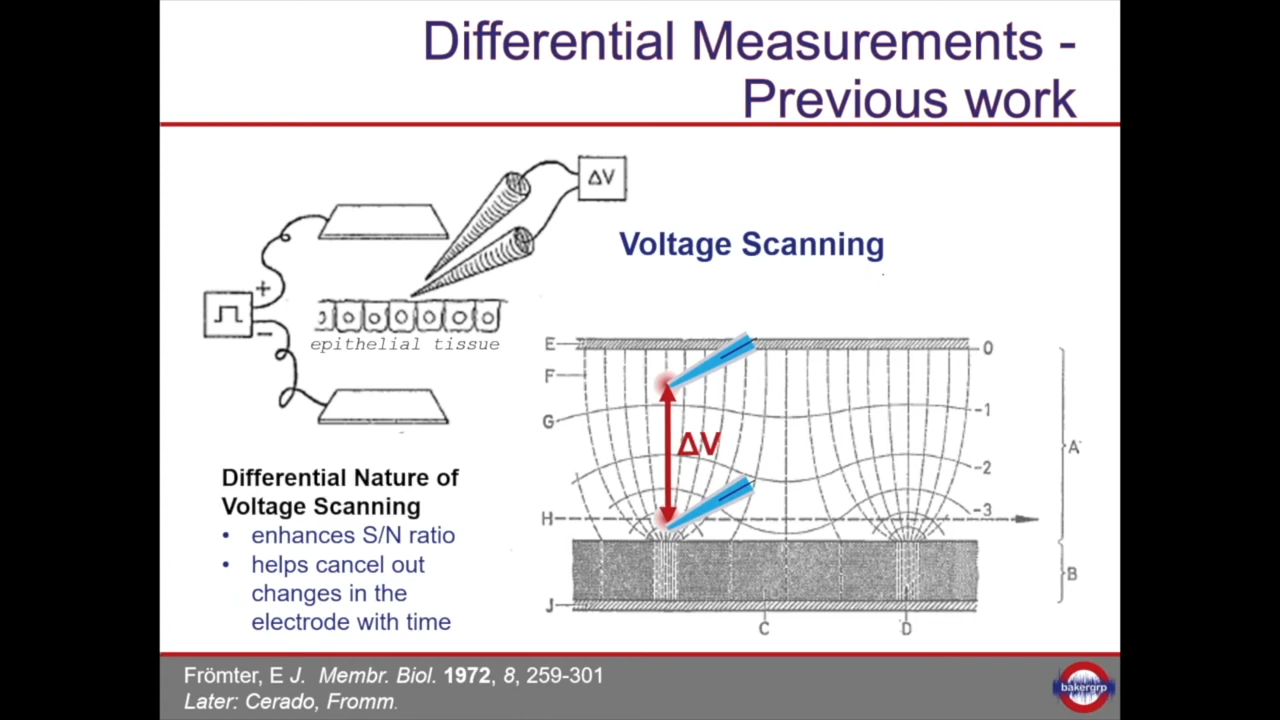 Differential Measurements -
Previous work
ΔV
Voltage Scanning
+
−
epithelial tissue
E
0
F
G
-1
ΔV
A
-2
H
-3
B
J
C
D
Differential Nature of
Voltage Scanning
• enhances S/N ratio
• helps cancel out
changes in the
electrode with time
Frömter, E J. Membr. Biol. 1972, 8, 259-301
Later: Cerado, Fromm.
bakergrp